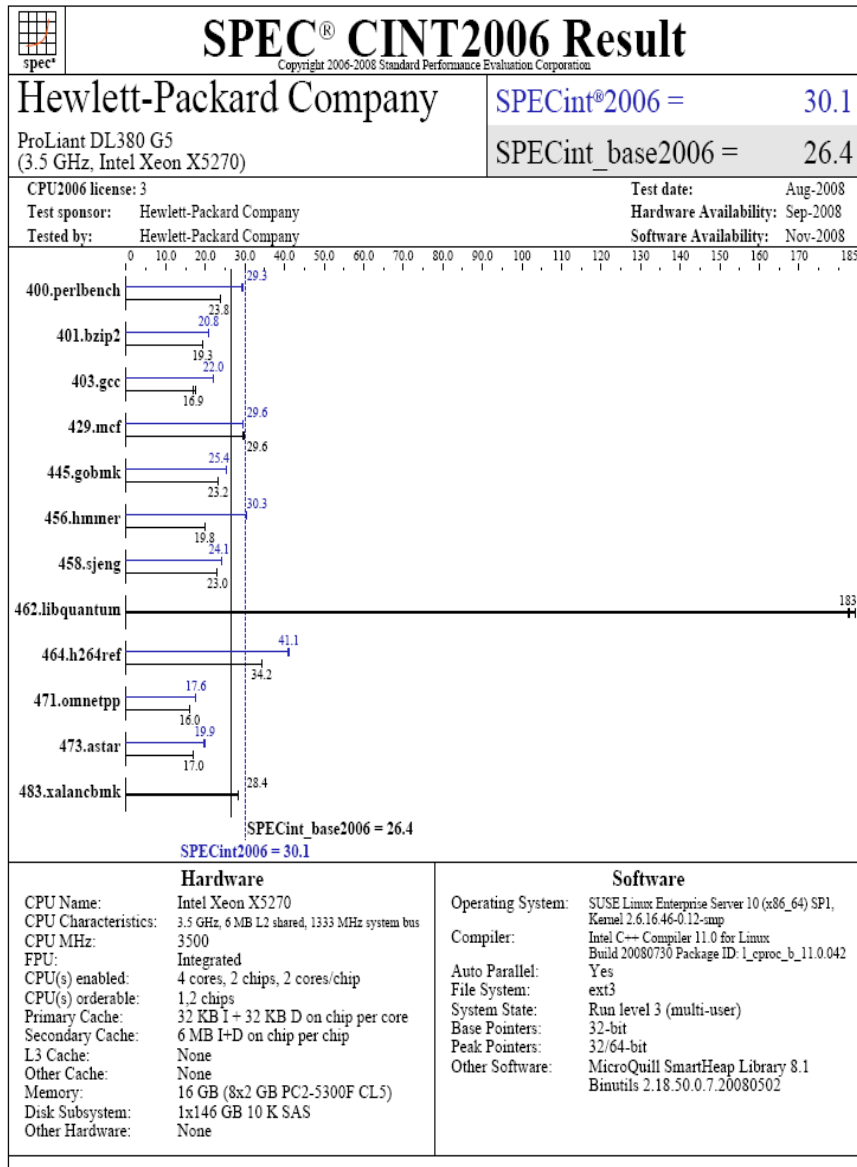 spec®
SPEC® CINT2006 Result
Copyright 2006-2008 Standard Performance Evaluation Corporation
Hewlett-Packard Company
ProLiant DL380 G5
(3.5 GHz, Intel Xeon X5270)
SPECint®2006 = 30.1
SPECint_base2006 = 26.4
CPU2006 license: 3
Test sponsor: Hewlett-Packard Company
Tested by: Hewlett-Packard Company
Test date: Aug-2008
Hardware Availability: Sep-2008
Software Availability: Nov-2008
0 10.0 20.0 30.0 40.0 50.0 60.0 70.0 80.0 90.0 100 110 120 130 140 150 160 170 185
400.perlbench
29.3
23.8
401.bzip2
20.8
19.3
403.gcc
22.0
16.9
429.mcf
29.6
29.6
445.gobmk
25.4
23.2
456.hmmer
30.3
19.8
458.sjeng
24.1
23.0
462.libquantum
183
464.h264ref
41.1
34.2
471.omnetpp
17.6
16.0
473.astar
19.9
17.0
483.xalancbmk
28.4
SPECint_base2006 = 26.4
SPECint2006 = 30.1
Hardware
CPU Name: Intel Xeon X5270
CPU Characteristics: 3.5 GHz, 6 MB L2 shared, 1333 MHz system bus
CPU MHz: 3500
FPU: Integrated
CPU(s) enabled: 4 cores, 2 chips, 2 cores/chip
CPU(s) orderable: 1,2 chips
Primary Cache: 32 KB I + 32 KB D on chip per core
Secondary Cache: 6 MB I+D on chip per chip
L3 Cache: None
Other Cache: None
Memory: 16 GB (8x2 GB PC2-5300F CL5)
Disk Subsystem: 1x146 GB 10 K SAS
Other Hardware: None
Software
Operating System: SUSE Linux Enterprise Server 10 (x86_64) SP1,
Kernel 2.6.16.46-0.12-smp
Compiler: Intel C++ Compiler 11.0 for Linux
Build 20080730 Package ID: l_cproc_b_11.0.042
Auto Parallel: Yes
File System: ext3
System State: Run level 3 (multi-user)
Base Pointers: 32-bit
Peak Pointers: 32/64-bit
Other Software: MicroQuill SmartHeap Library 8.1
Binutils 2.18.50.0.7.20080502